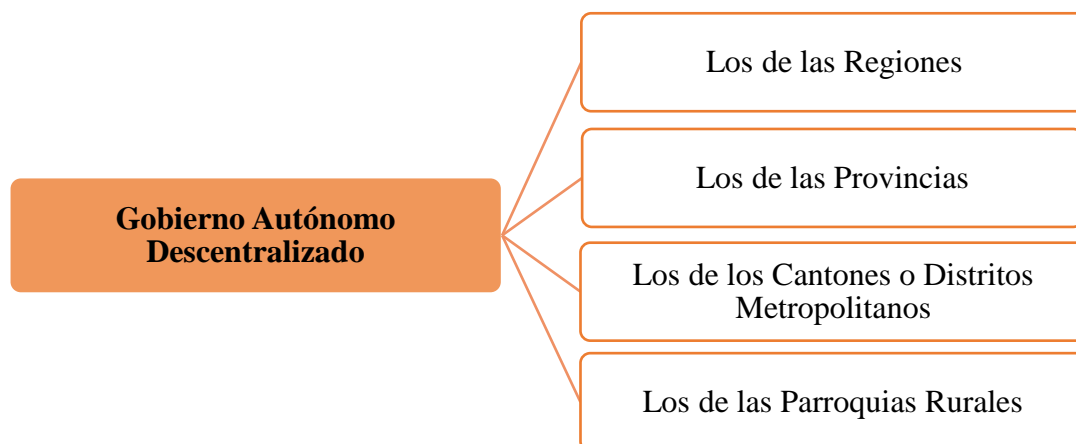 Gobierno Autónomo
Descentralizado
Los de las Regiones
Los de las Provincias
Los de los Cantones o Distritos
Metropolitanos
Los de las Parroquias Rurales